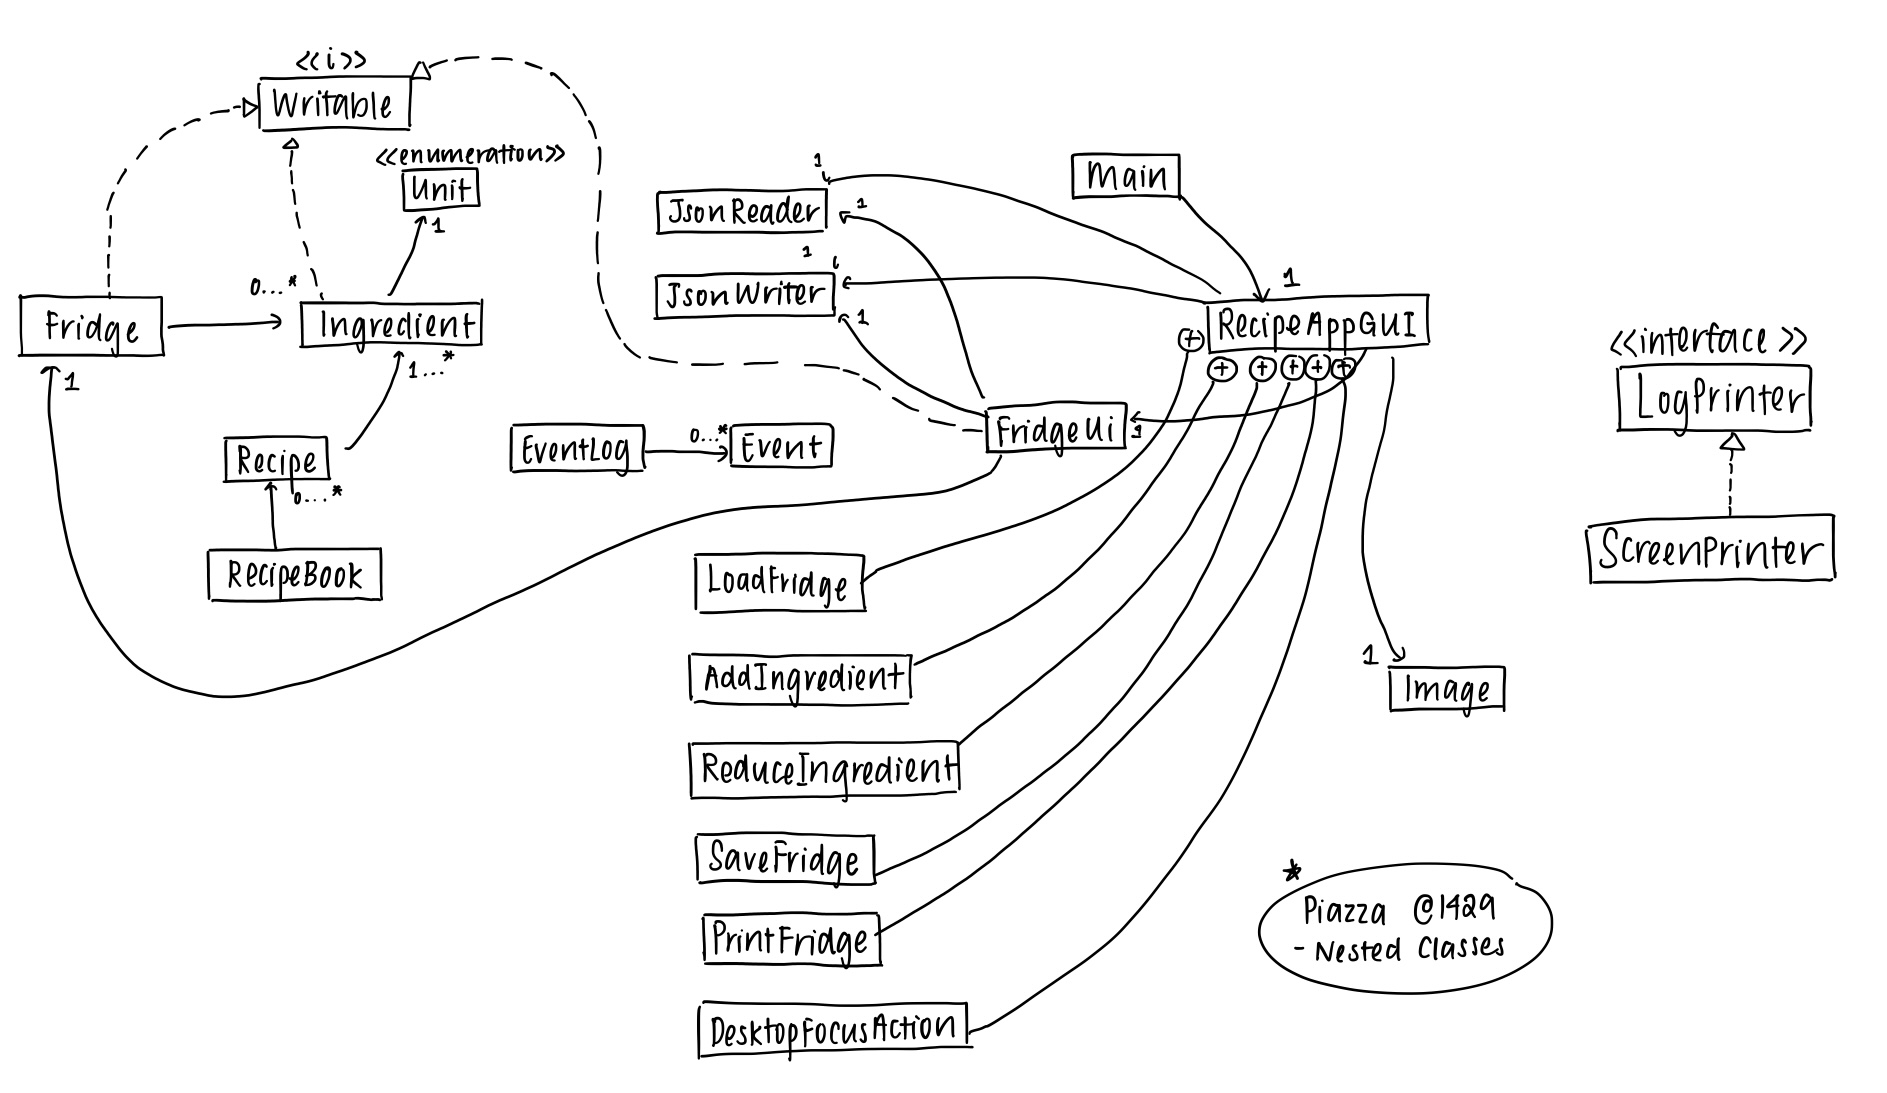 <<i>>
Writable
<<enumeration>>
Unit
1
0...*
Fridge
Ingredient
1
1...*
Recipe
0...*
RecipeBook
1
JsonReader
1
1
JsonWriter
1
Main
1
RecipeAppGUI
+
+ + + + +
EventLog
0...*
Event
FridgeUi
1
<<interface>>
LogPrinter
ScreenPrinter
LoadFridge
AddIngredient
ReduceIngredient
SaveFridge
PrintFridge
DesktopFocusAction
1
Image
*
Piazza @1429
- Nested Classes